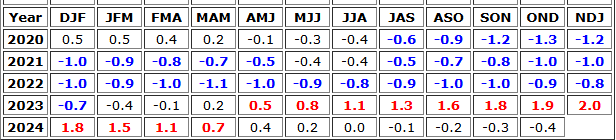 Year DJF JFM FMA MAM AMJ MJJ JJA JAS ASO SON OND NDJ
2020 0.5 0.5 0.4 0.2 -0.1 -0.3 -0.4 -0.6 -0.9 -1.2 -1.3 -1.2
2021 -1.0 -0.9 -0.8 -0.7 -0.5 -0.4 -0.4 -0.5 -0.7 -0.8 -1.0 -1.0
2022 -1.0 -0.9 -1.0 -1.1 -1.0 -0.9 -0.8 -0.9 -1.0 -1.0 -0.9 -0.8
2023 -0.7 -0.4 -0.1 0.2 0.5 0.8 1.1 1.3 1.6 1.8 1.9 2.0
2024 1.8 1.5 1.1 0.7 0.4 0.2 0.0 -0.1 -0.2 -0.3 -0.4